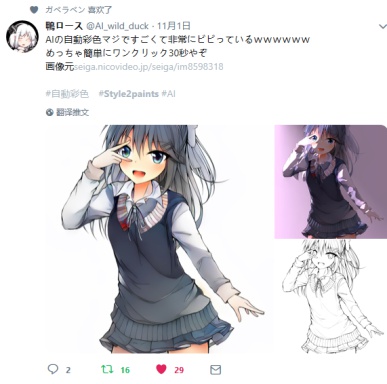 ガベラベン 喜欢了
鴨ロース @AI_wild_duck · 11月1日
AIの自動彩色マジですごくて非常にビビっているwwwwww
めっちゃ簡単にワンクリック30秒やぞ
画像元seiga.nicovideo.jp/seiga/im8598318
#自動彩色 #Style2paints #AI
翻译推文
2 16 29